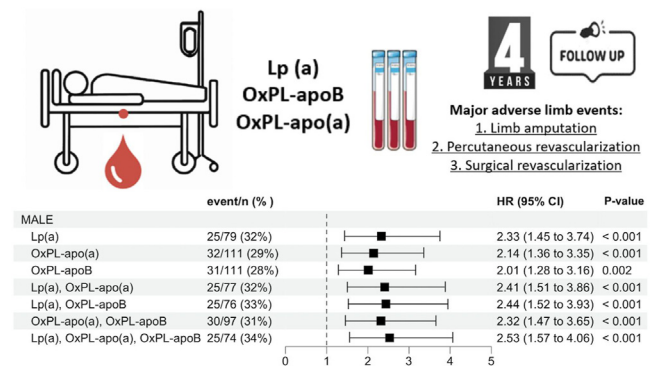 Lp (a)
OxPL-apoB
OxPL-apo(a)
4
YEARS
FOLLOW UP
Major adverse limb events:
1. Limb amputation
2. Percutaneous revascularization
3. Surgical revascularization
event/n (% ) HR (95% CI) P-value
MALE
Lp(a) 25/79 (32%) 2.33 (1.45 to 3.74) < 0.001
OxPL-apo(a) 32/111 (29%) 2.14 (1.36 to 3.35) < 0.001
OxPL-apoB 31/111 (28%) 2.01 (1.28 to 3.16) 0.002
Lp(a), OxPL-apo(a) 25/77 (32%) 2.41 (1.51 to 3.86) < 0.001
Lp(a), OxPL-apoB 25/76 (33%) 2.44 (1.52 to 3.93) < 0.001
OxPL-apo(a), OxPL-apoB 30/97 (31%) 2.32 (1.47 to 3.65) < 0.001
Lp(a), OxPL-apo(a), OxPL-apoB 25/74 (34%) 2.53 (1.57 to 4.06) < 0.001
0 1 2 3 4 5